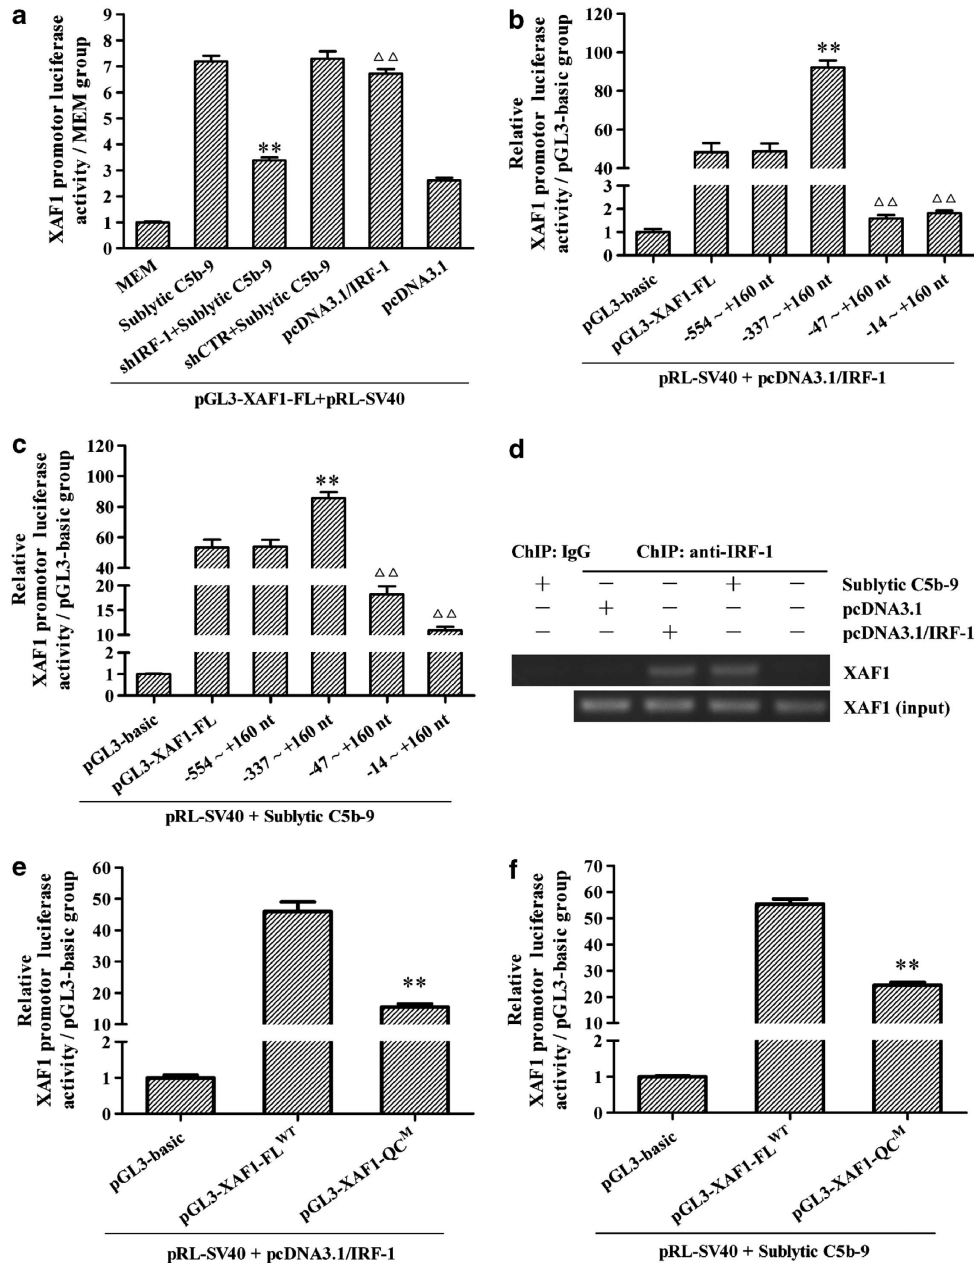 a
XAF1 promotor luciferase
activity / MEM group
9
8
7
6
5
4
3
2
1
0
**
△△
MEM
Sublytic C5b-9
shIRF-1+Sublytic C5b-9
shCTR+Sublytic C5b-9
pcDNA3.1/IRF-1
pcDNA3.1
pGL3-XAF1-FL+pRL-SV40
b
Relative
XAF1 promotor luciferase
activity / pGL3-basic group
120
100
80
60
40
3
2
1
0
**
△△
△△
pGL3-basic
pGL3-XAF1-FL
-554 ~ +160 nt
-337 ~ +160 nt
-47 ~ +160 nt
-14 ~ +160 nt
pRL-SV40 + pcDNA3.1/IRF-1
c
Relative
XAF1 promotor luciferase
activity / pGL3-basic group
120
100
80
60
40
20
15
10
2
1
0
**
△△
△△
pGL3-basic
pGL3-XAF1-FL
-554 ~ +160 nt
-337 ~ +160 nt
-47 ~ +160 nt
-14 ~ +160 nt
pRL-SV40 + Sublytic C5b-9
d
ChIP: IgG ChIP: anti-IRF-1
+ − − + − Sublytic C5b-9
− + − − − pcDNA3.1
− − + − − pcDNA3.1/IRF-1
XAF1
XAF1 (input)
e
Relative
XAF1 promotor luciferase
activity / pGL3-basic group
60
50
40
30
20
10
2
1
0
**
pGL3-basic
pGL3-XAF1-FL^WT
pGL3-XAF1-QC^M
pRL-SV40 + pcDNA3.1/IRF-1
f
Relative
XAF1 promotor luciferase
activity / pGL3-basic group
70
60
50
40
30
20
10
2
1
0
**
pGL3-basic
pGL3-XAF1-FL^WT
pGL3-XAF1-QC^M
pRL-SV40 + Sublytic C5b-9